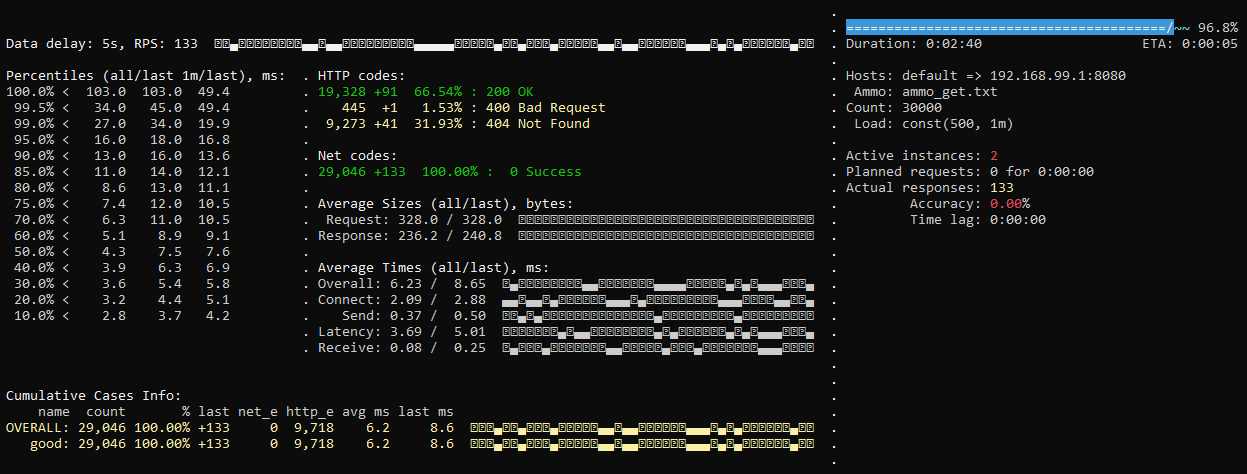 Data delay: 5s, RPS: 133
Percentiles (all/last 1m/last), ms:
100.0% < 103.0 103.0 49.4
99.5% < 34.0 45.0 49.4
99.0% < 27.0 34.0 19.9
95.0% < 16.0 18.0 16.8
90.0% < 13.0 16.0 13.6
85.0% < 11.0 14.0 12.1
80.0% < 8.6 13.0 11.1
75.0% < 7.4 12.0 10.5
70.0% < 6.3 11.0 10.5
60.0% < 5.1 8.9 9.1
50.0% < 4.3 7.5 7.6
40.0% < 3.9 6.3 6.9
30.0% < 3.6 5.4 5.8
20.0% < 3.2 4.4 5.1
10.0% < 2.8 3.7 4.2
. HTTP codes:
. 19,328 +91 66.54% : 200 OK
. 445 +1 1.53% : 400 Bad Request
. 9,273 +41 31.93% : 404 Not Found
.
. Net codes:
. 29,046 +133 100.00% : 0 Success
.
. Average Sizes (all/last), bytes:
. Request: 328.0 / 328.0
. Response: 236.2 / 240.8
.
. Average Times (all/last), ms:
. Overall: 6.23 / 8.65
. Connect: 2.09 / 2.88
. Send: 0.37 / 0.50
. Latency: 3.69 / 5.01
. Receive: 0.08 / 0.25
Cumulative Cases Info:
name count % last net_e http_e avg ms last ms
OVERALL: 29,046 100.00% +133 0 9,718 6.2 8.6
good: 29,046 100.00% +133 0 9,718 6.2 8.6
. ========================================/~~ 96.8%
. Duration: 0:02:40 ETA: 0:00:05
.
. Hosts: default => 192.168.99.1:8080
. Ammo: ammo_get.txt
. Count: 30000
. Load: const(500, 1m)
.
. Active instances: 2
. Planned requests: 0 for 0:00:00
. Actual responses: 133
. Accuracy: 0.00%
. Time lag: 0:00:00